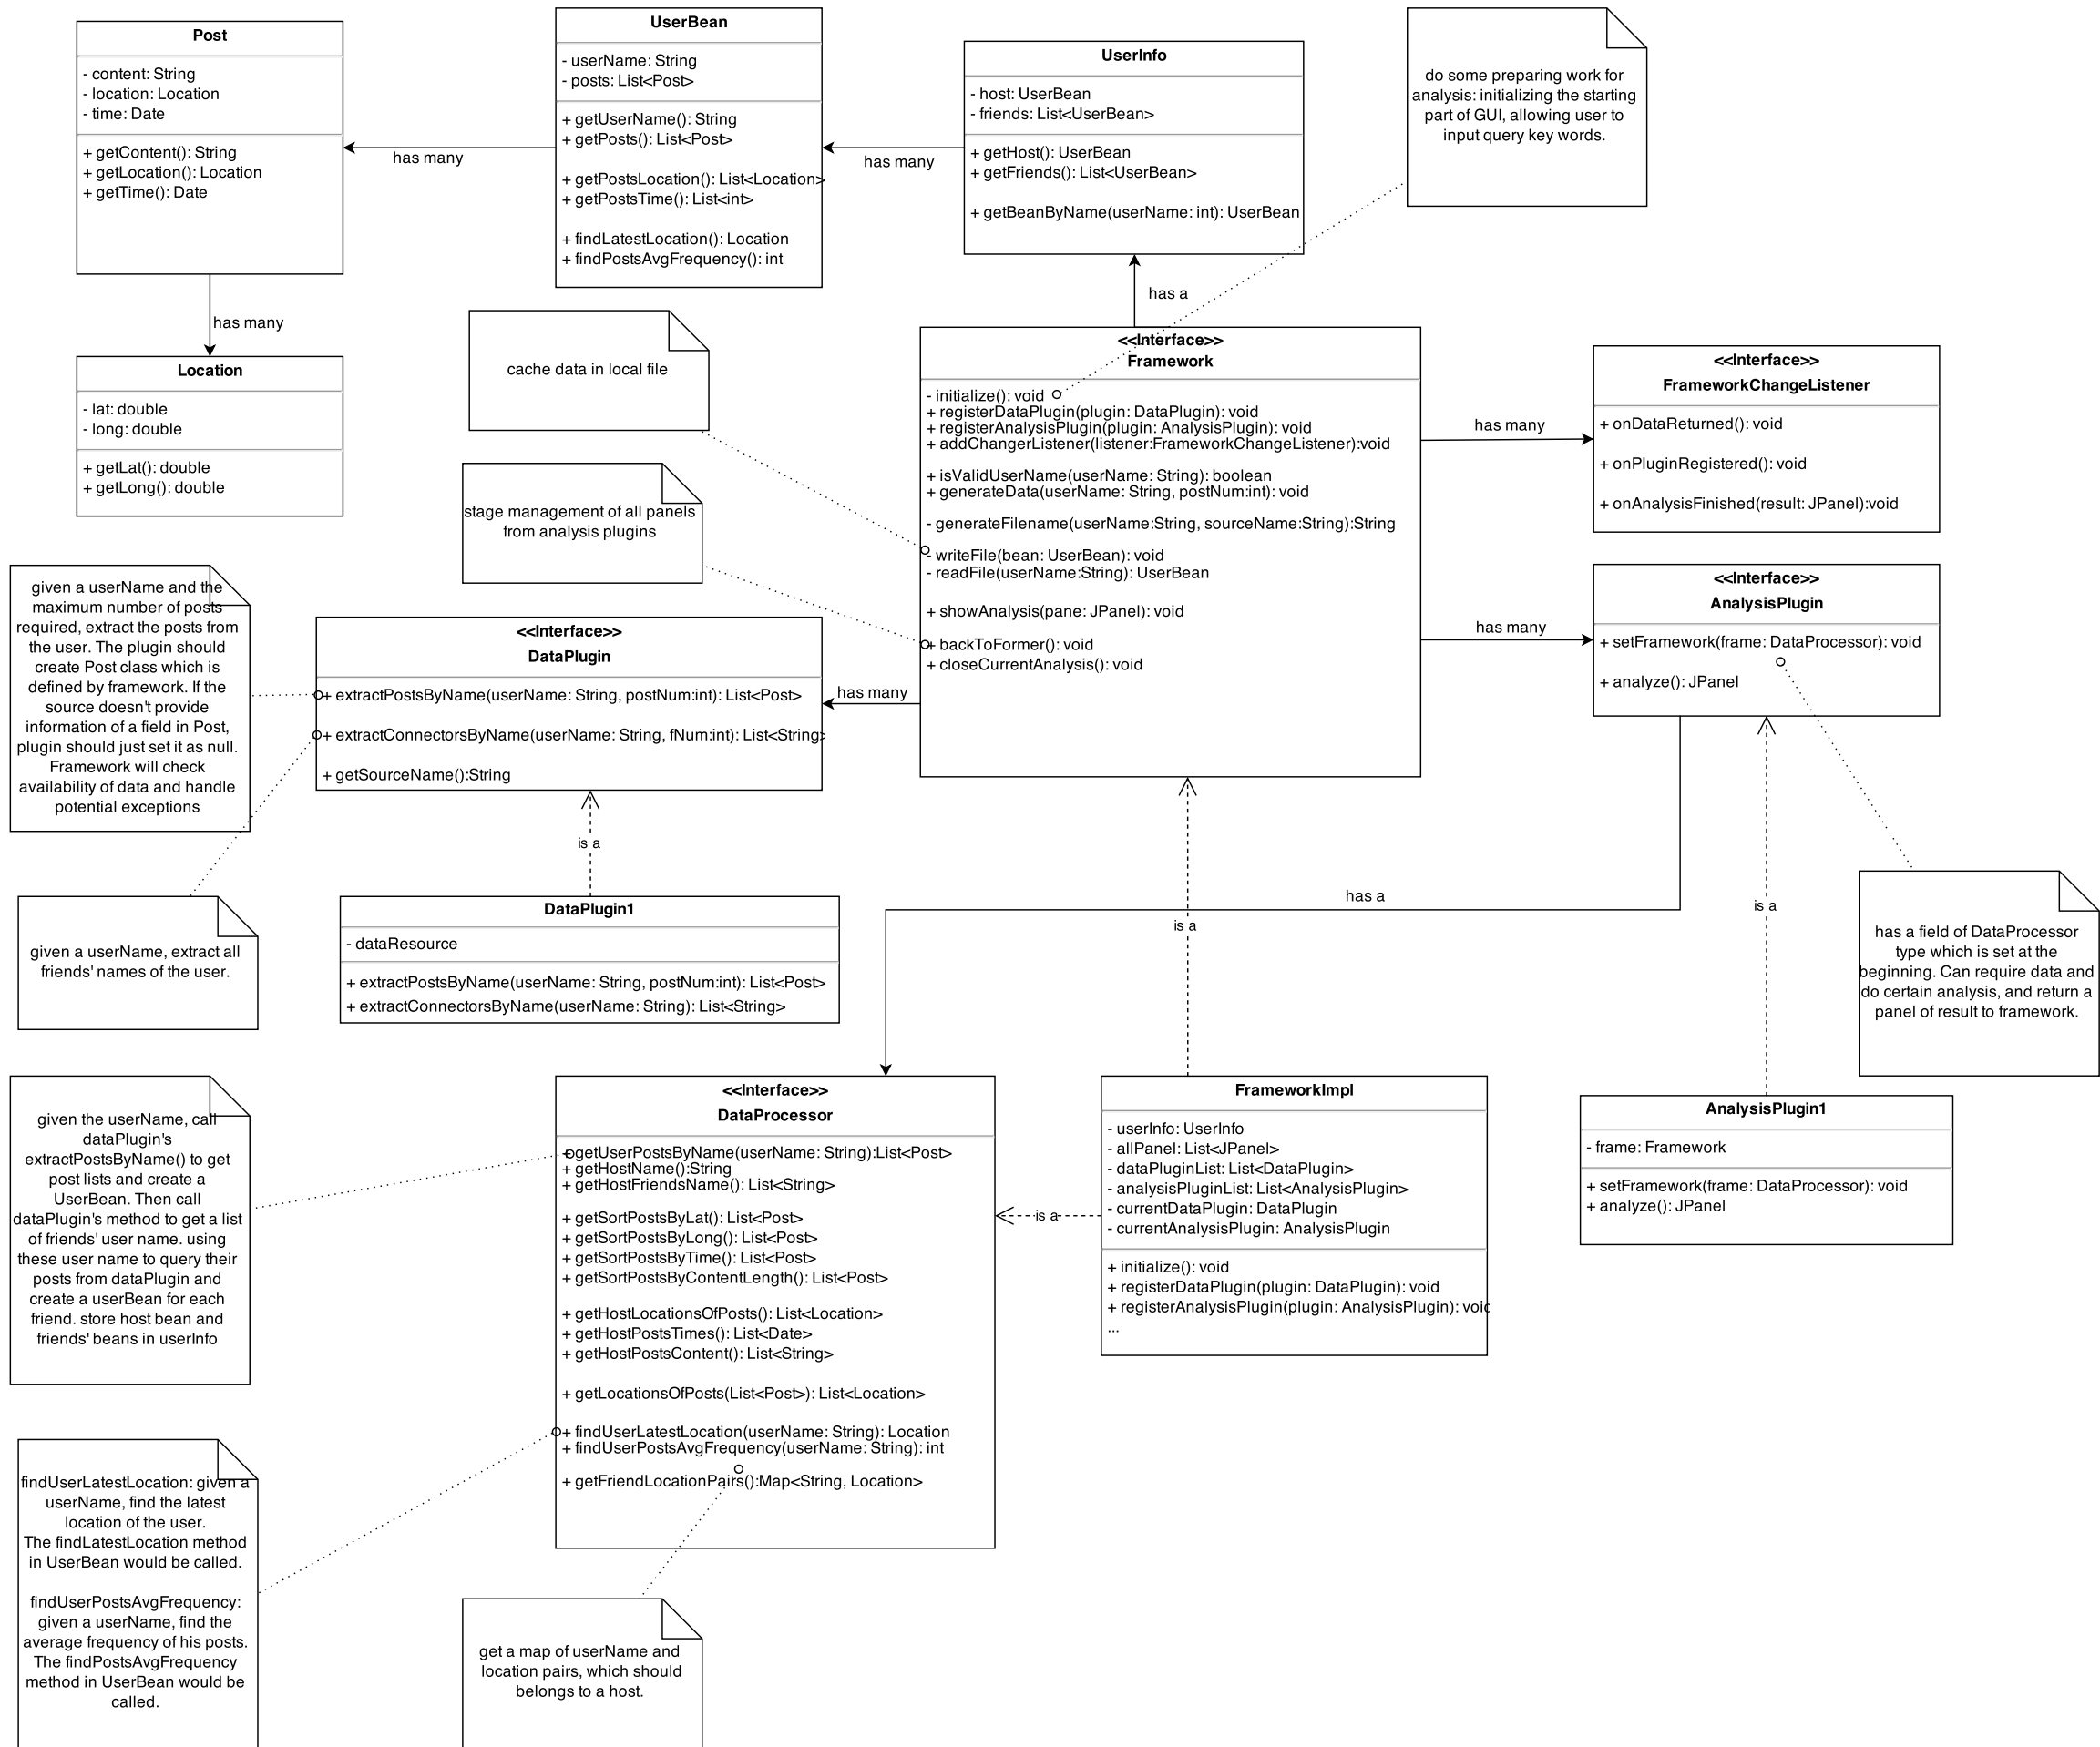 Post
- content: String
- location: Location
- time: Date
+ getContent(): String
+ getLocation(): Location
+ getTime(): Date
has many
UserBean
- userName: String
- posts: List<Post>
+ getUserName(): String
+ getPosts(): List<Post>
+ getPostsLocation(): List<Location>
+ getPostsTime(): List<int>
+ findLatestLocation(): Location
+ findPostsAvgFrequency(): int
has many
UserInfo
- host: UserBean
- friends: List<UserBean>
+ getHost(): UserBean
+ getFriends(): List<UserBean>
+ getBeanByName(userName: int): UserBean
do some preparing work for
analysis: initializing the starting
part of GUI, allowing user to
input query key words.
has many
has a
Location
- lat: double
- long: double
+ getLat(): double
+ getLong(): double
cache data in local file
stage management of all panels
from analysis plugins
<<Interface>>
Framework
- initialize(): void
+ registerDataPlugin(plugin: DataPlugin): void
+ registerAnalysisPlugin(plugin: AnalysisPlugin): void
+ addChangerListener(listener:FrameworkChangeListener):void
+ isValidUserName(userName: String): boolean
+ generateData(userName: String, postNum:int): void
- generateFilename(userName:String, sourceName:String):String
- writeFile(bean: UserBean): void
- readFile(userName:String): UserBean
+ showAnalysis(pane: JPanel): void
+ backToFormer(): void
+ closeCurrentAnalysis(): void
has many
<<Interface>>
FrameworkChangeListener
+ onDataReturned(): void
+ onPluginRegistered(): void
+ onAnalysisFinished(result: JPanel):void
has many
<<Interface>>
AnalysisPlugin
+ setFramework(frame: DataProcessor): void
+ analyze(): JPanel
given a userName and the
maximum number of posts
required, extract the posts from
the user. The plugin should
create Post class which is
defined by framework. If the
source doesn't provide
information of a field in Post,
plugin should just set it as null.
Framework will check
availability of data and handle
potential exceptions
<<Interface>>
DataPlugin
+ extractPostsByName(userName: String, postNum:int): List<Post>
+ extractConnectorsByName(userName: String, fNum:int): List<String>
+ getSourceName():String
has many
is a
given a userName, extract all
friends' names of the user.
DataPlugin1
- dataResource
+ extractPostsByName(userName: String, postNum:int): List<Post>
+ extractConnectorsByName(userName: String): List<String>
has a
is a
is a
has a field of DataProcessor
type which is set at the
beginning. Can require data and
do certain analysis, and return a
panel of result to framework.
given the userName, call
dataPlugin's
extractPostsByName() to get
post lists and create a
UserBean. Then call
dataPlugin's method to get a list
of friends' user name. using
these user name to query their
posts from dataPlugin and
create a userBean for each
friend. store host bean and
friends' beans in userInfo
<<Interface>>
DataProcessor
+ getUserPostsByName(userName: String):List<Post>
+ getHostName():String
+ getHostFriendsName(): List<String>
+ getSortPostsByLat(): List<Post>
+ getSortPostsByLong(): List<Post>
+ getSortPostsByTime(): List<Post>
+ getSortPostsByContentLength(): List<Post>
+ getHostLocationsOfPosts(): List<Location>
+ getHostPostsTimes(): List<Date>
+ getHostPostsContent(): List<String>
+ getLocationsOfPosts(List<Post>): List<Location>
+ findUserLatestLocation(userName: String): Location
+ findUserPostsAvgFrequency(userName: String): int
+ getFriendLocationPairs():Map<String, Location>
is a
FrameworkImpl
- userInfo: UserInfo
- allPanel: List<JPanel>
- dataPluginList: List<DataPlugin>
- analysisPluginList: List<AnalysisPlugin>
- currentDataPlugin: DataPlugin
- currentAnalysisPlugin: AnalysisPlugin
+ initialize(): void
+ registerDataPlugin(plugin: DataPlugin): void
+ registerAnalysisPlugin(plugin: AnalysisPlugin): void
...
AnalysisPlugin1
- frame: Framework
+ setFramework(frame: DataProcessor): void
+ analyze(): JPanel
findUserLatestLocation: given a
userName, find the latest
location of the user.
The findLatestLocation method
in UserBean would be called.
findUserPostsAvgFrequency:
given a userName, find the
average frequency of his posts.
The findPostsAvgFrequency
method in UserBean would be
called.
get a map of userName and
location pairs, which should
belongs to a host.